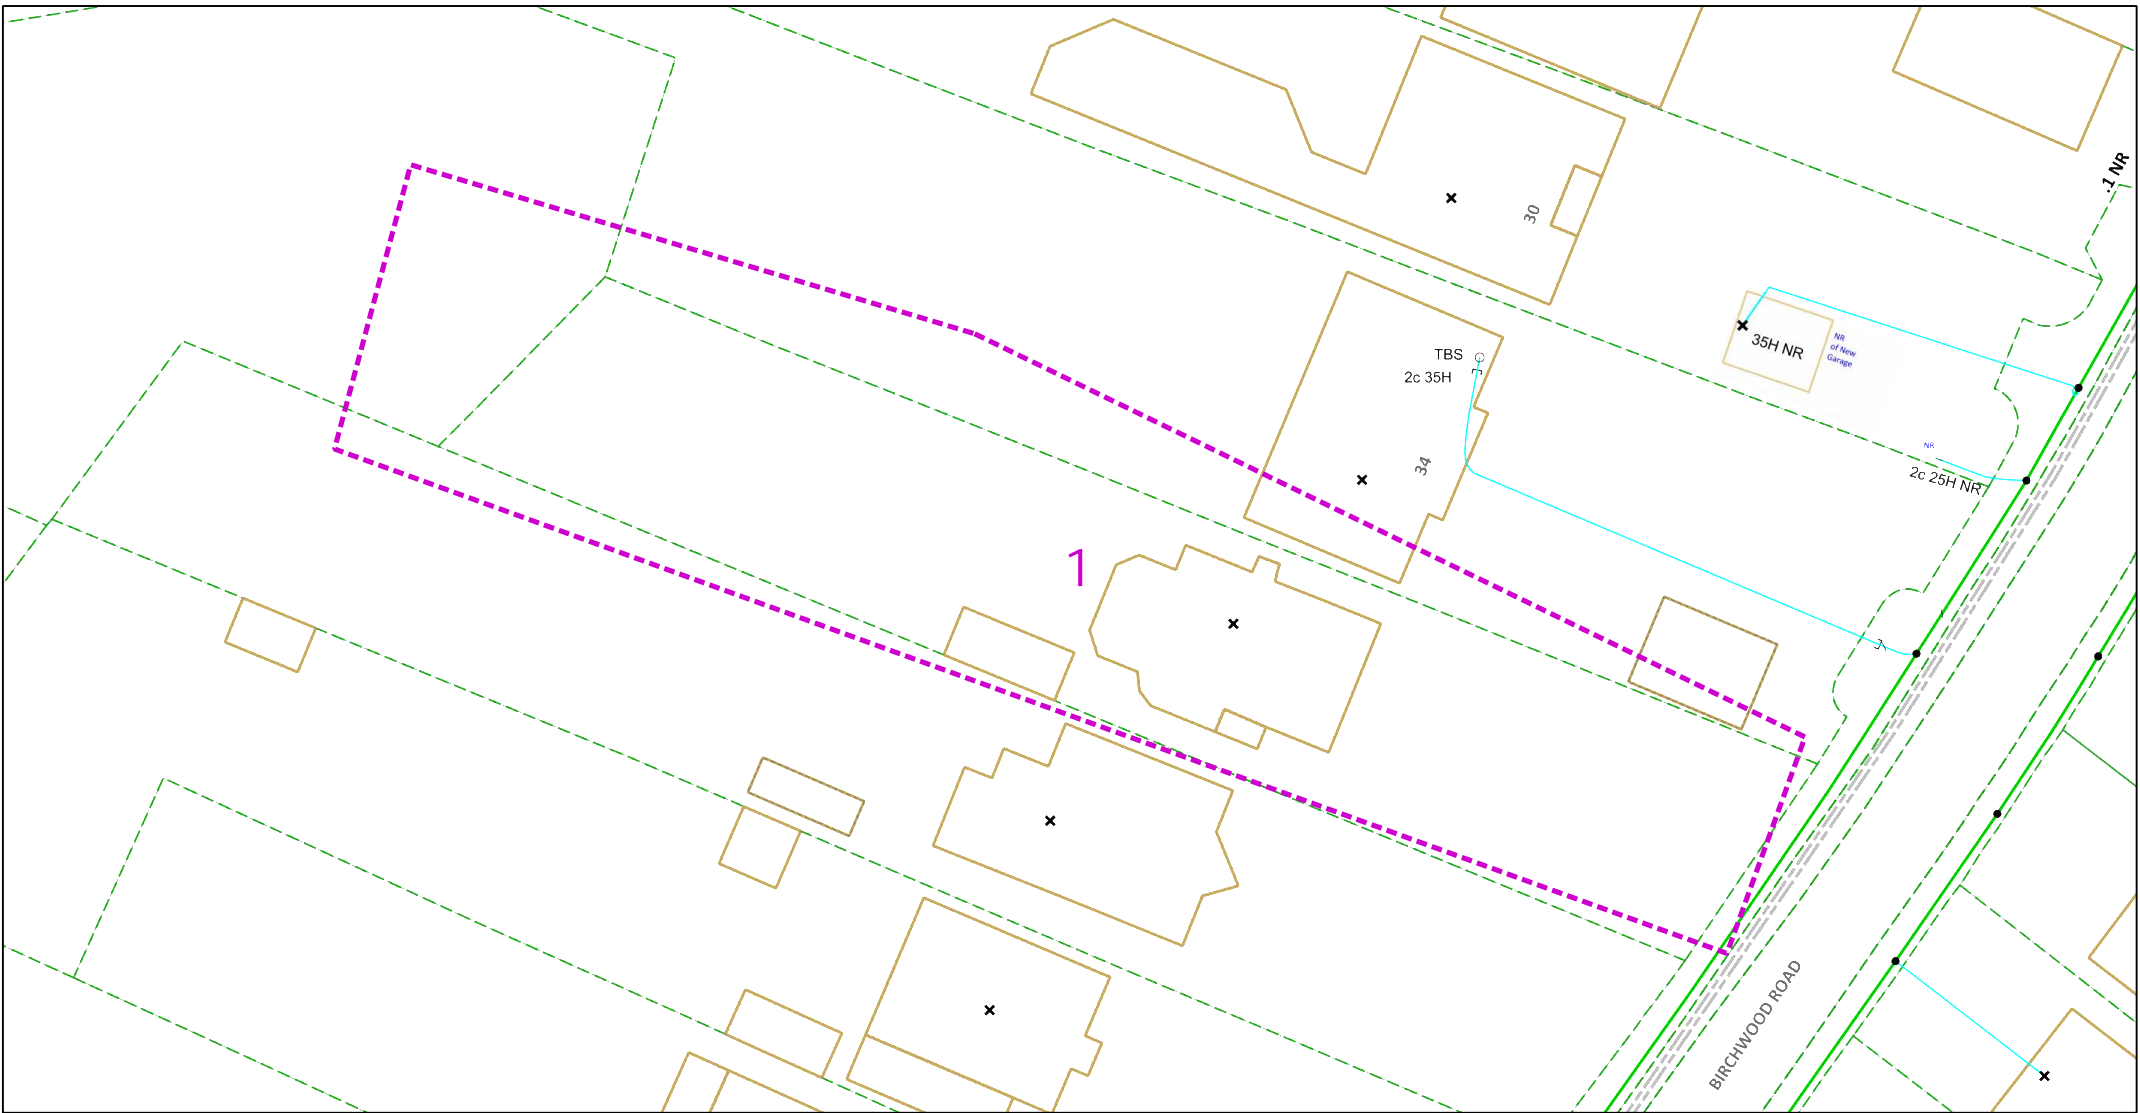 .1 NR
30
35H NR
NR
of New
Garage
TBS
2c 35H
34
NR
2c 25H NR
1
BIRCHWOOD ROAD